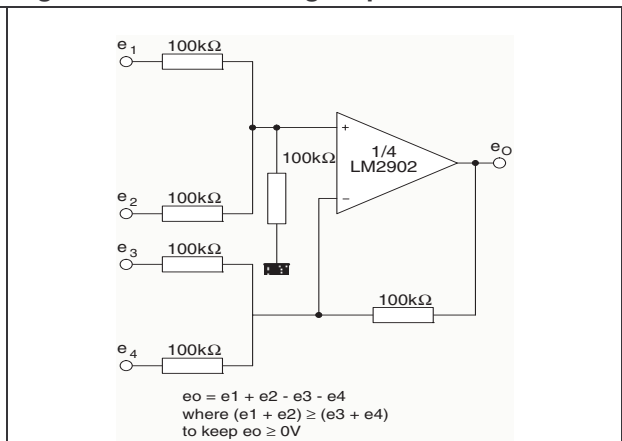 e1
100kΩ
100kΩ
1/4
LM2902
eO
e2
100kΩ
e3
100kΩ
100kΩ
e4
100kΩ
eo = e1 + e2 - e3 - e4
where (e1 + e2) ≥ (e3 + e4)
to keep eo ≥ 0V